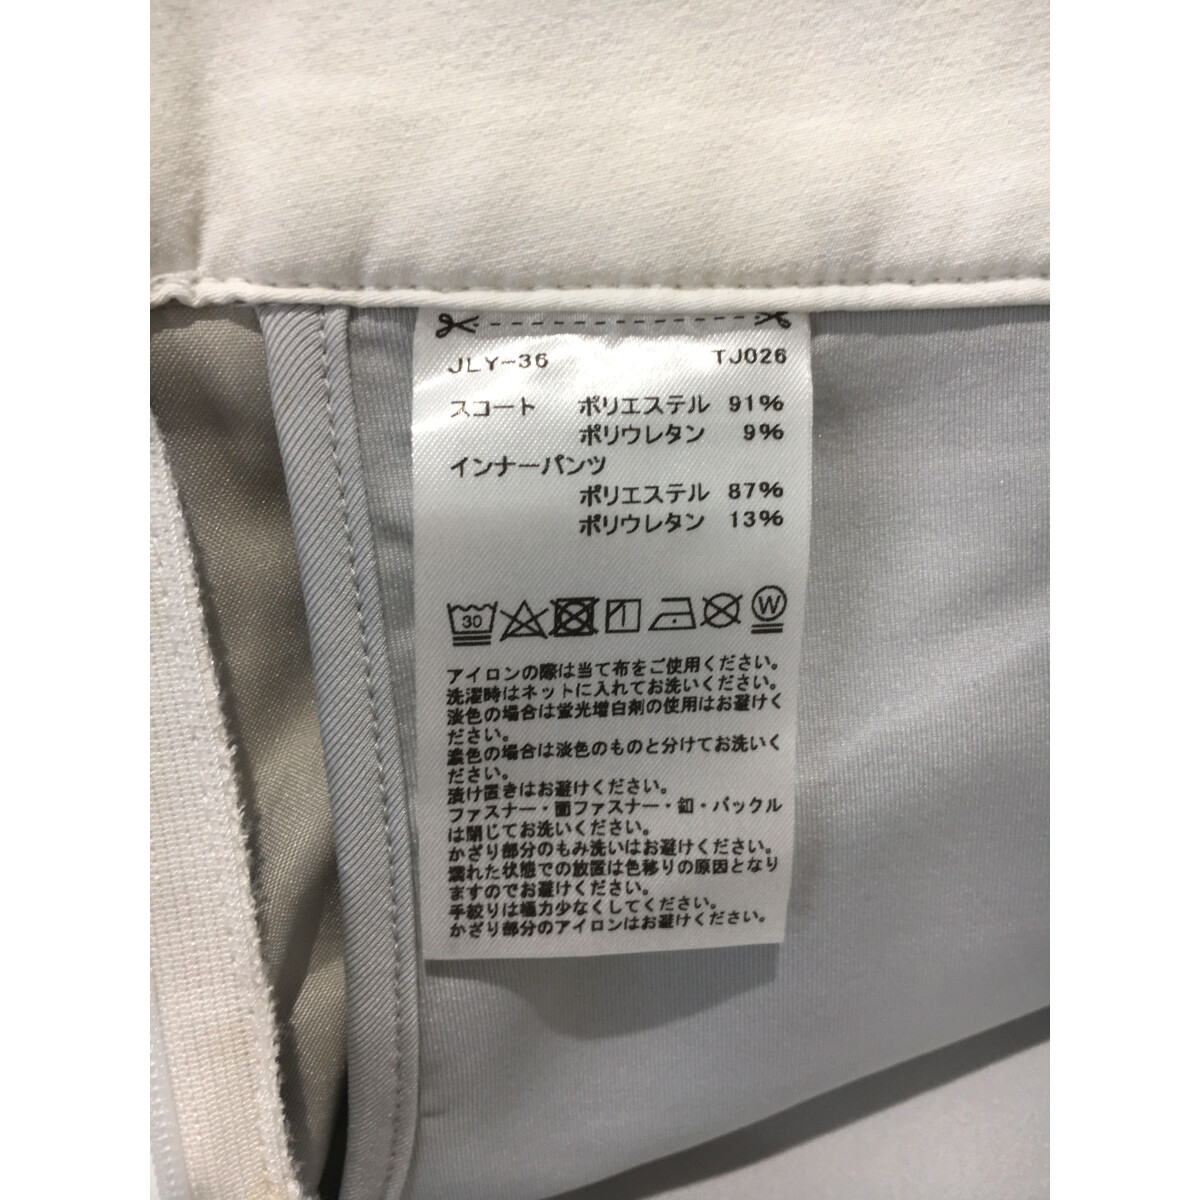 JLY-36 TJ026
スコート ポリエステル 91%
ポリウレタン 9%
インナーパンツ
ポリエステル 87%
ポリウレタン 13%
30 W
アイロンの際は当て布をご使用ください。
洗濯時はネットに入れてお洗いください。
淡色の場合は蛍光増白剤の使用はお避けく
ださい。
濃色の場合は淡色のものと分けてお洗いく
ださい。
漬け置きはお避けください。
ファスナー・面ファスナー・釦・バックル
は閉じてお洗いください。
かざり部分のもみ洗いはお避けください。
濡れた状態での放置は色移りの原因となり
ますのでお避けください。
手絞りは極力少なくしてください。
かざり部分のアイロンはお避けください。